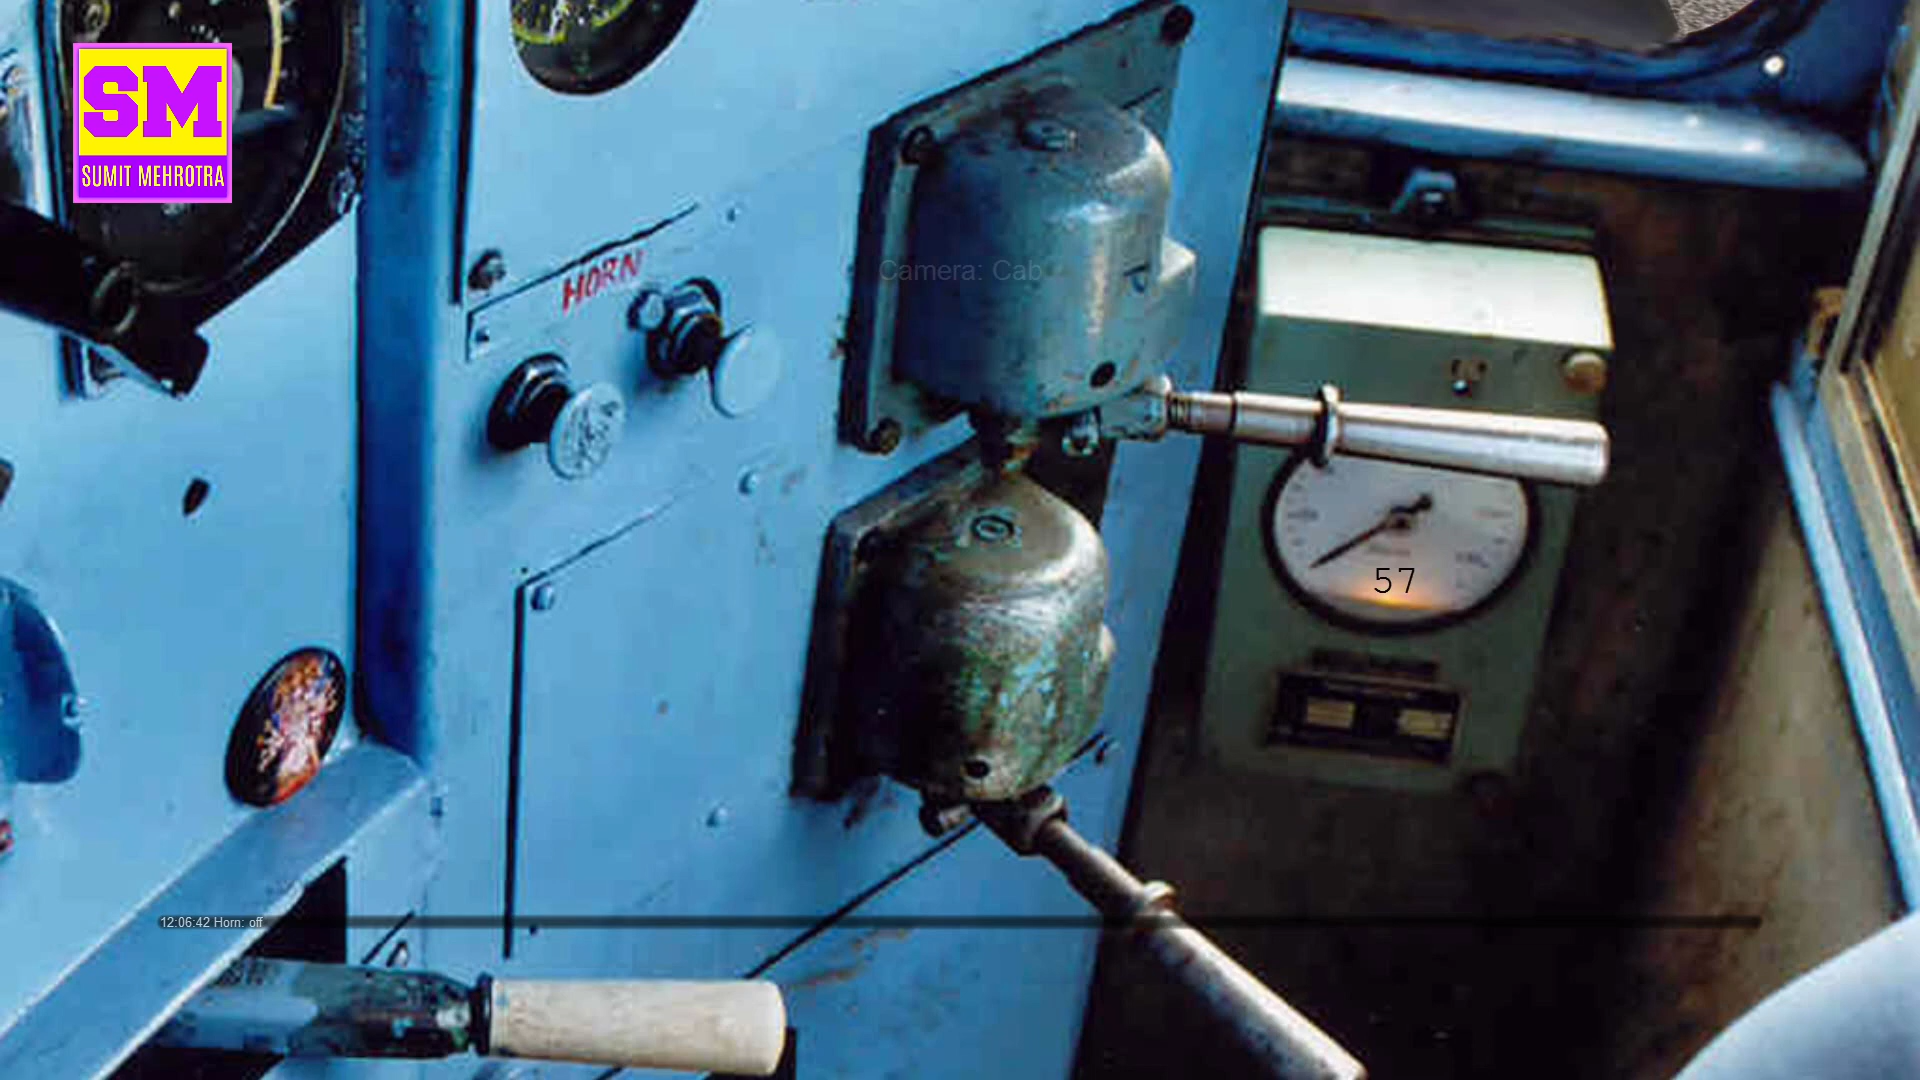 SM
SUMIT MEHROTRA
HORN
Camera: Cab
57
12:06:42 Horn: off